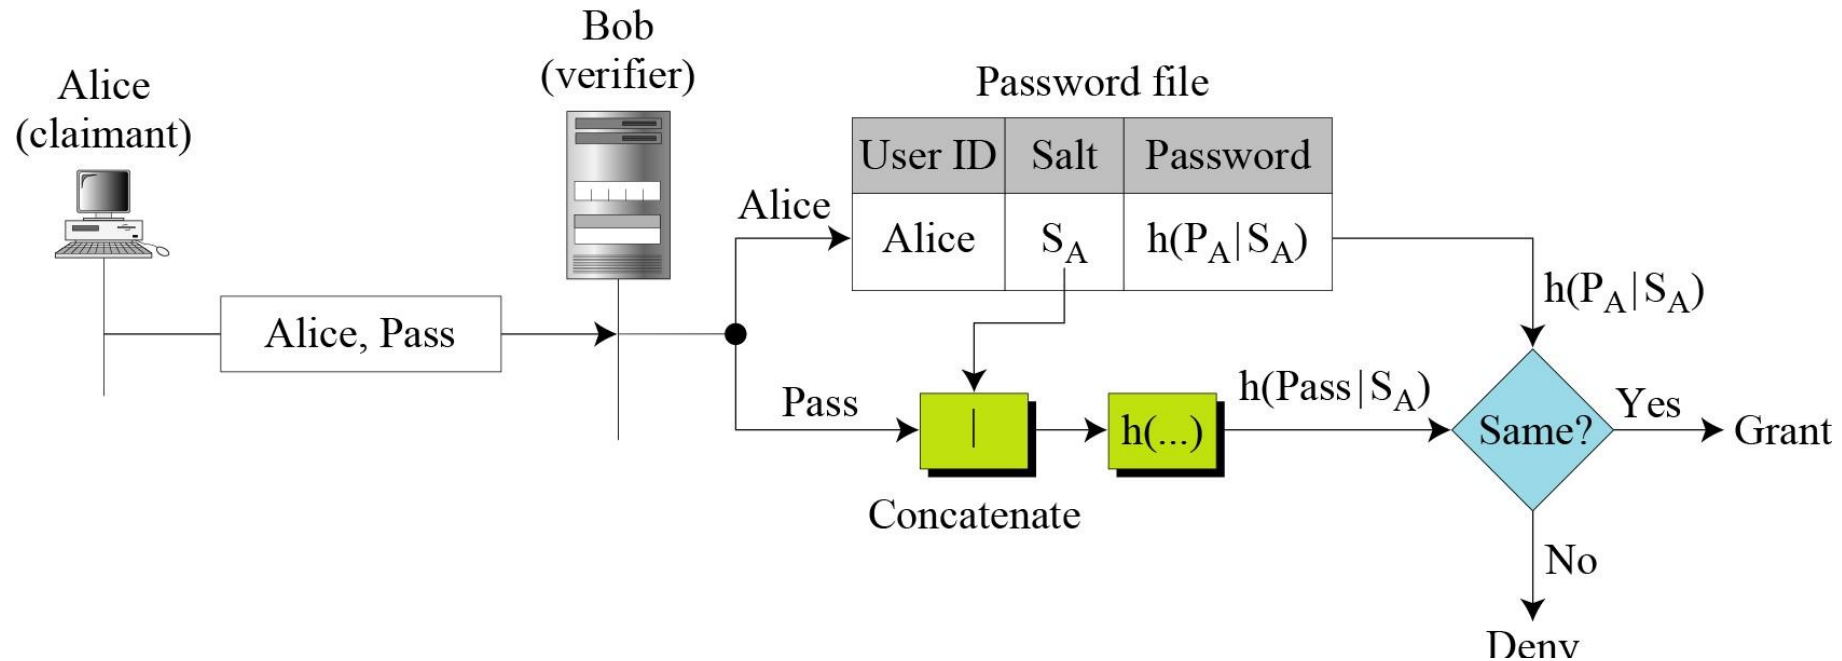 Alice
(claimant)
Bob
(verifier)
Password file
User ID Salt Password
Alice S_A h(P_A|S_A)
Alice
Alice, Pass
h(P_A|S_A)
Pass
|
h(...)
h(Pass|S_A)
Same?
Yes
Grant
Concatenate
No
Deny